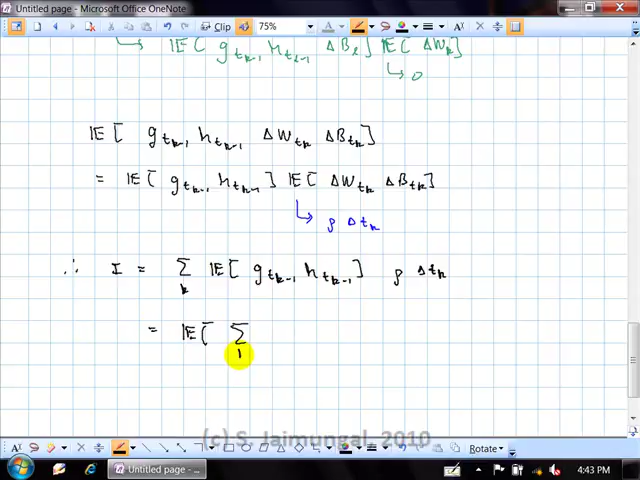 Untitled page - Microsoft Office OneNote
75%
↳ 𝔼[ g_{t_{k-1}} h_{t_{l-1}} ΔB_l ] 𝔼[ ΔW_k ]
↳ 0
𝔼[ g_{t_{k-1}} h_{t_{k-1}} ΔW_{t_k} ΔB_{t_k} ]
= 𝔼[ g_{t_{k-1}} h_{t_{k-1}} ] 𝔼[ ΔW_{t_k} ΔB_{t_k} ]
↳ ρ Δt_k
∴ I = Σ_k 𝔼[ g_{t_{k-1}} h_{t_{k-1}} ] ρ Δt_k
= 𝔼[ Σ
(c) S. Jaimungal, 2010
Rotate
Untitled page - ...
4:43 PM